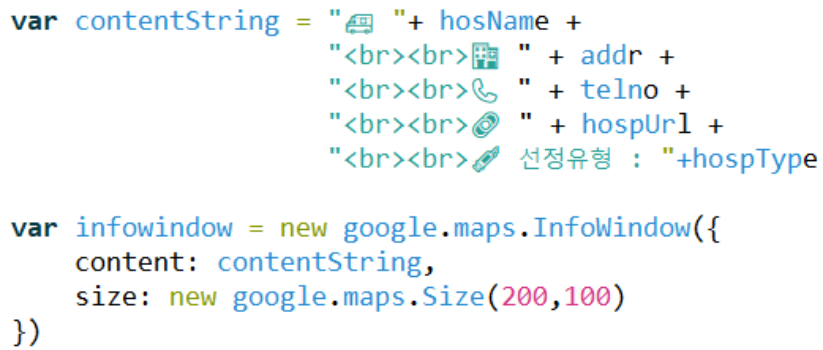 var contentString = "🚑 "+ hosName +
"<br><br>🏥 " + addr +
"<br><br>📞 " + telno +
"<br><br>🔗 " + hospUrl +
"<br><br>💉 선정유형 : "+hospType
var infowindow = new google.maps.InfoWindow({
content: contentString,
size: new google.maps.Size(200,100)
})